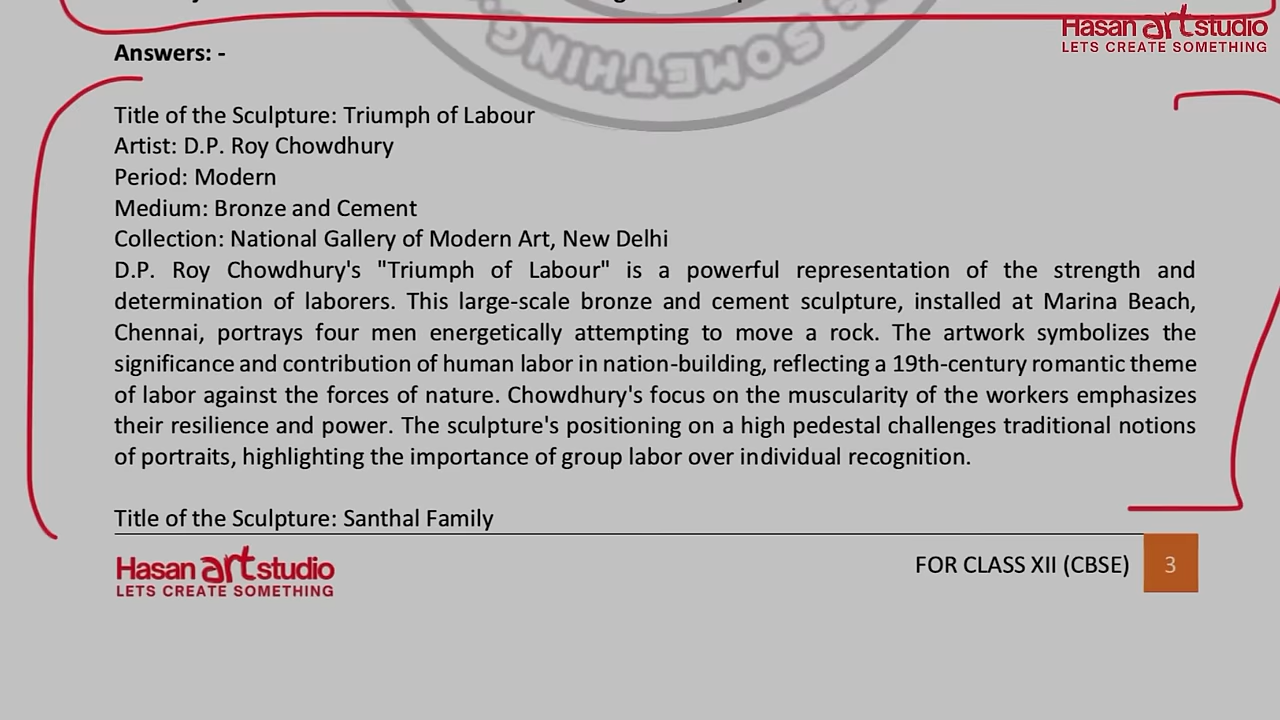 Hasan art studio
LETS CREATE SOMETHING
SOMETHING
Answers: -
Title of the Sculpture: Triumph of Labour
Artist: D.P. Roy Chowdhury
Period: Modern
Medium: Bronze and Cement
Collection: National Gallery of Modern Art, New Delhi
D.P. Roy Chowdhury's "Triumph of Labour" is a powerful representation of the strength and
determination of laborers. This large-scale bronze and cement sculpture, installed at Marina Beach,
Chennai, portrays four men energetically attempting to move a rock. The artwork symbolizes the
significance and contribution of human labor in nation-building, reflecting a 19th-century romantic theme
of labor against the forces of nature. Chowdhury's focus on the muscularity of the workers emphasizes
their resilience and power. The sculpture's positioning on a high pedestal challenges traditional notions
of portraits, highlighting the importance of group labor over individual recognition.
Title of the Sculpture: Santhal Family
Hasan art studio
LETS CREATE SOMETHING
FOR CLASS XII (CBSE) 3